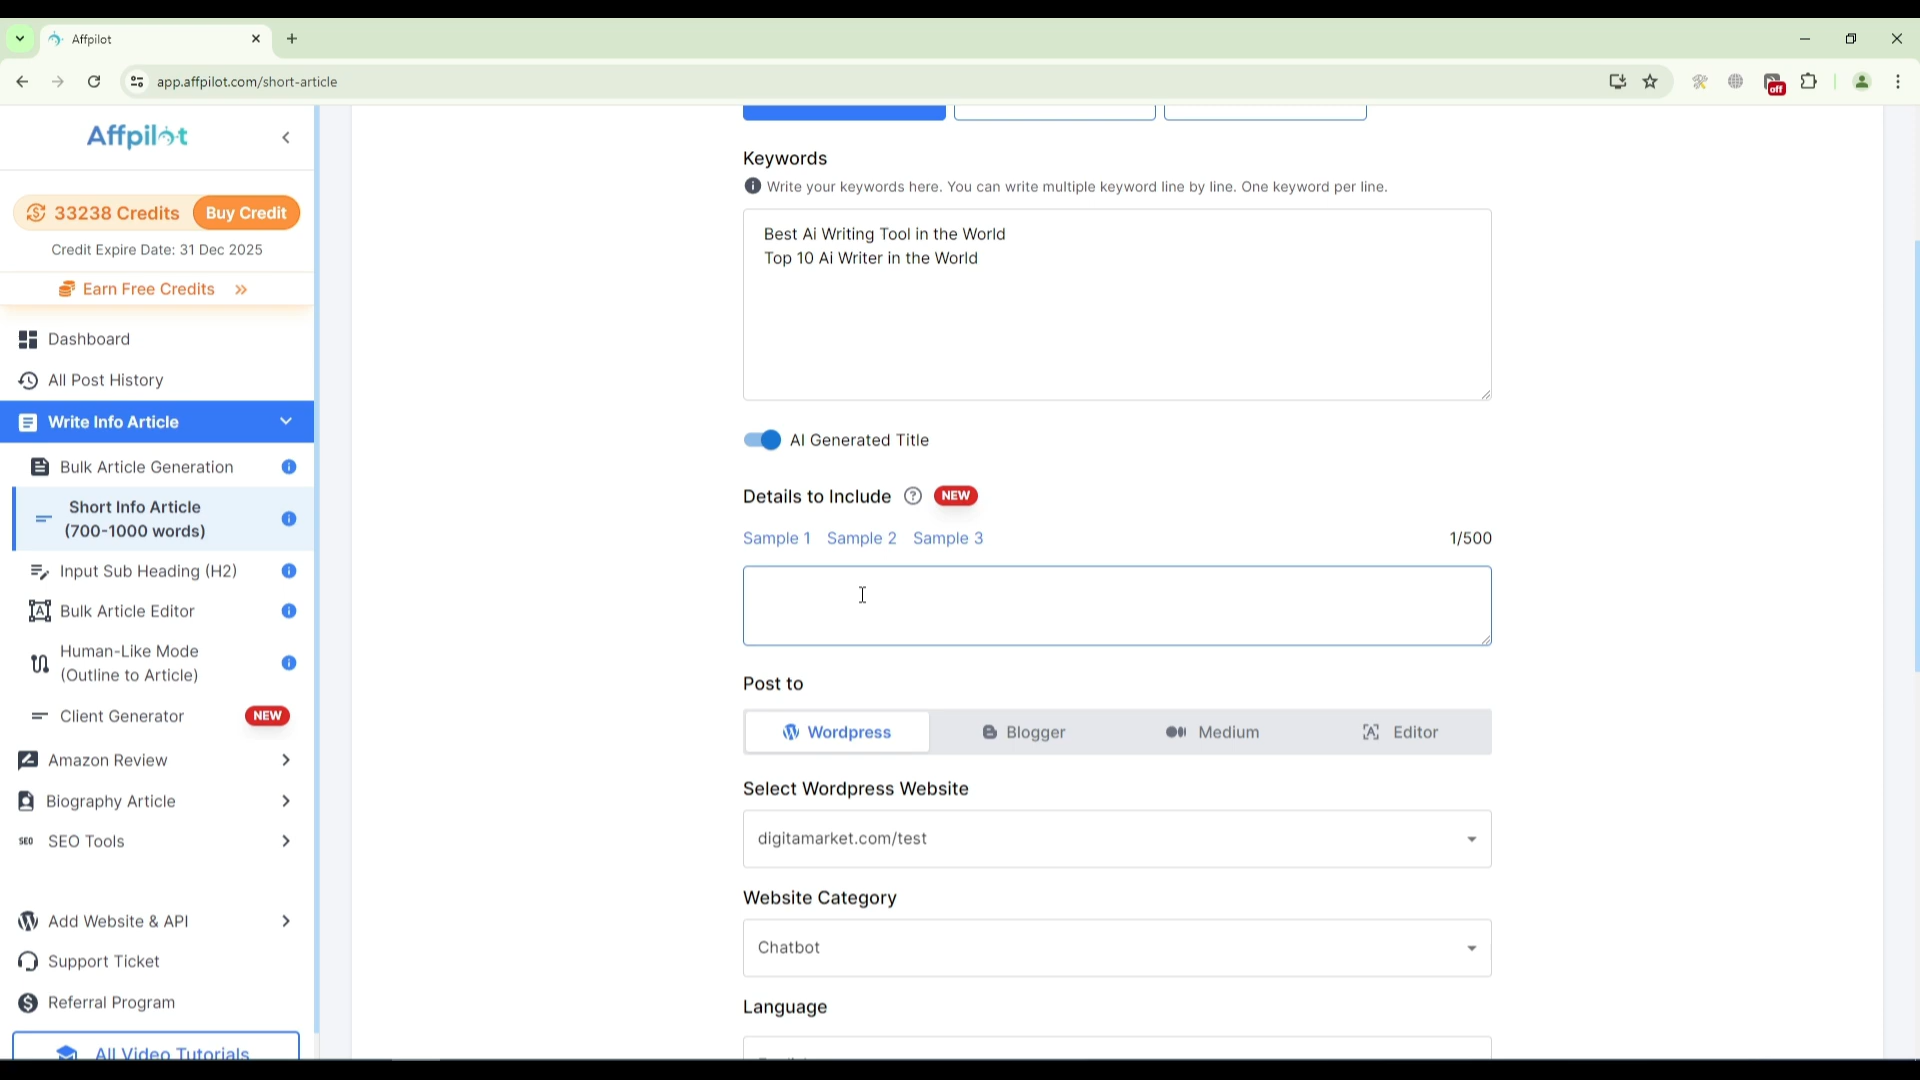 Affpilot
app.affpilot.com/short-article
off
Affpilot
33238 Credits
Buy Credit
Credit Expire Date: 31 Dec 2025
Earn Free Credits
Dashboard
All Post History
Write Info Article
Bulk Article Generation
Short Info Article
(700-1000 words)
Input Sub Heading (H2)
Bulk Article Editor
Human-Like Mode
(Outline to Article)
Client Generator
NEW
Amazon Review
Biography Article
SEO SEO Tools
Add Website & API
Support Ticket
Referral Program
All Video Tutorials
Keywords
Write your keywords here. You can write multiple keyword line by line. One keyword per line.
Best Ai Writing Tool in the World
Top 10 Ai Writer in the World
AI Generated Title
Details to Include
NEW
Sample 1 Sample 2 Sample 3
1/500
Post to
Wordpress
Blogger
Medium
Editor
Select Wordpress Website
digitamarket.com/test
Website Category
Chatbot
Language